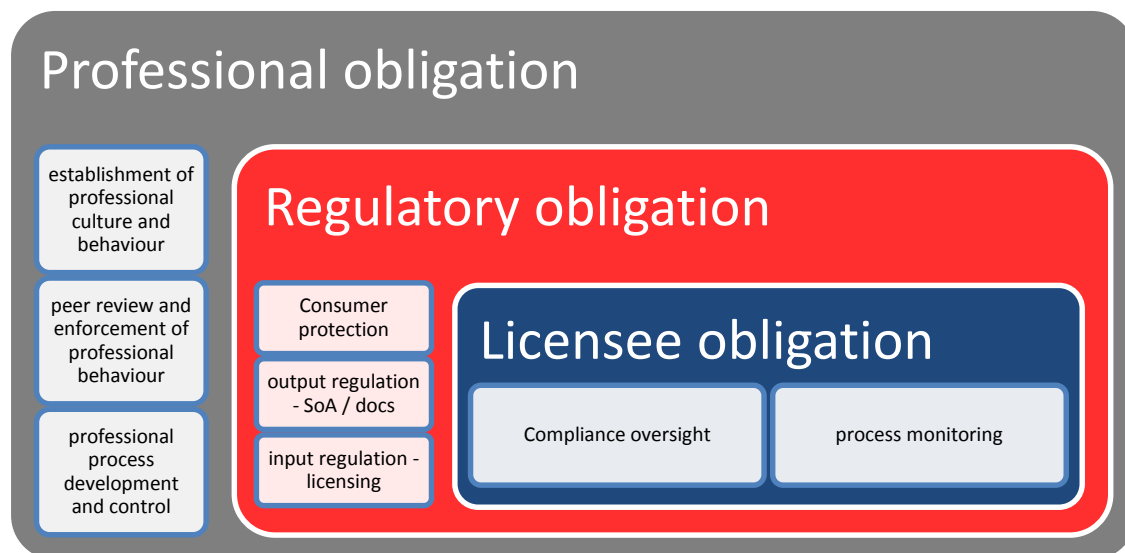 Professional obligation
establishment of
professional
culture and
behaviour
peer review and
enforcement of
professional
behaviour
professional
process
development
and control
Regulatory obligation
Consumer
protection
output regulation
- SoA / docs
input regulation -
licensing
Licensee obligation
Compliance oversight
process monitoring